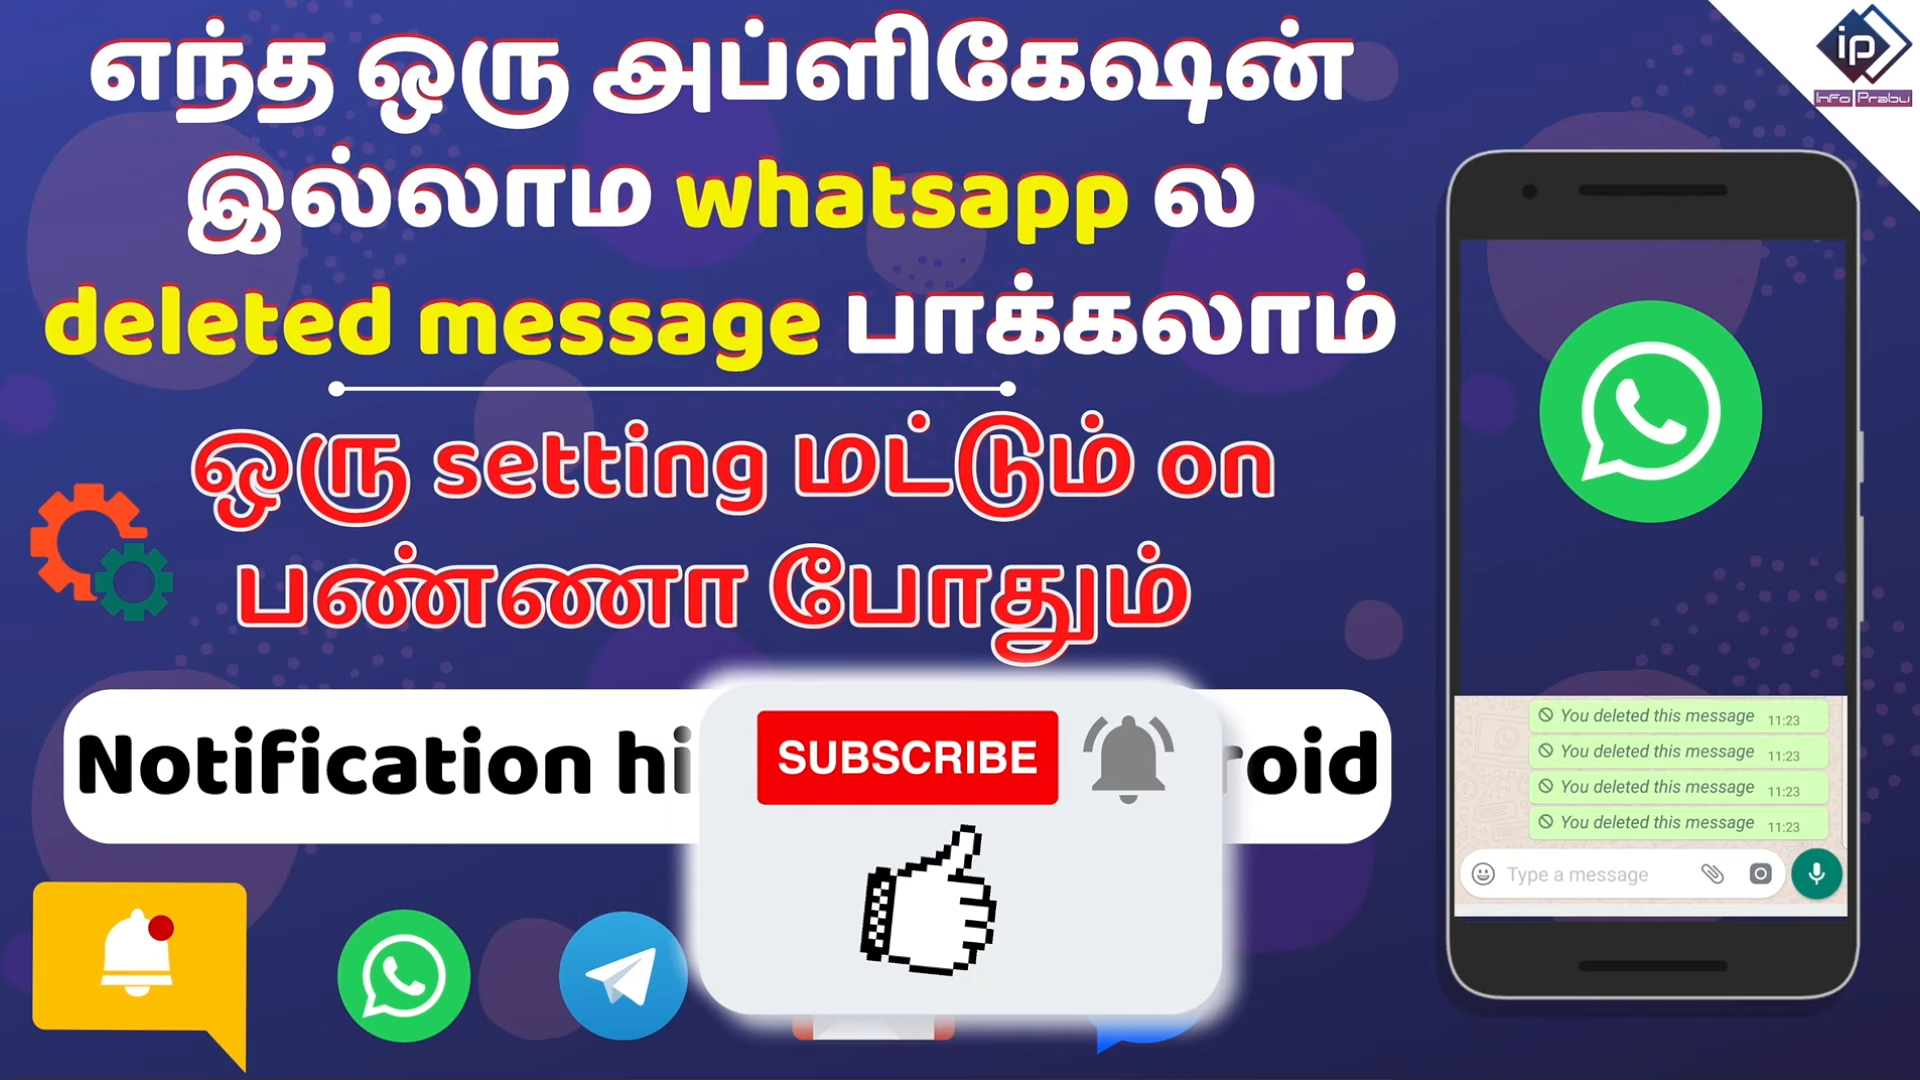 எந்த ஒரு அப்ளிகேஷன்
இல்லாம whatsapp ல
deleted message பாக்கலாம்
ஒரு setting மட்டும் on
பண்ணா போதும்
Notification
SUBSCRIBE
ip
Info Prabu
You deleted this message 11:23
You deleted this message 11:23
You deleted this message 11:23
You deleted this message 11:23
Type a message